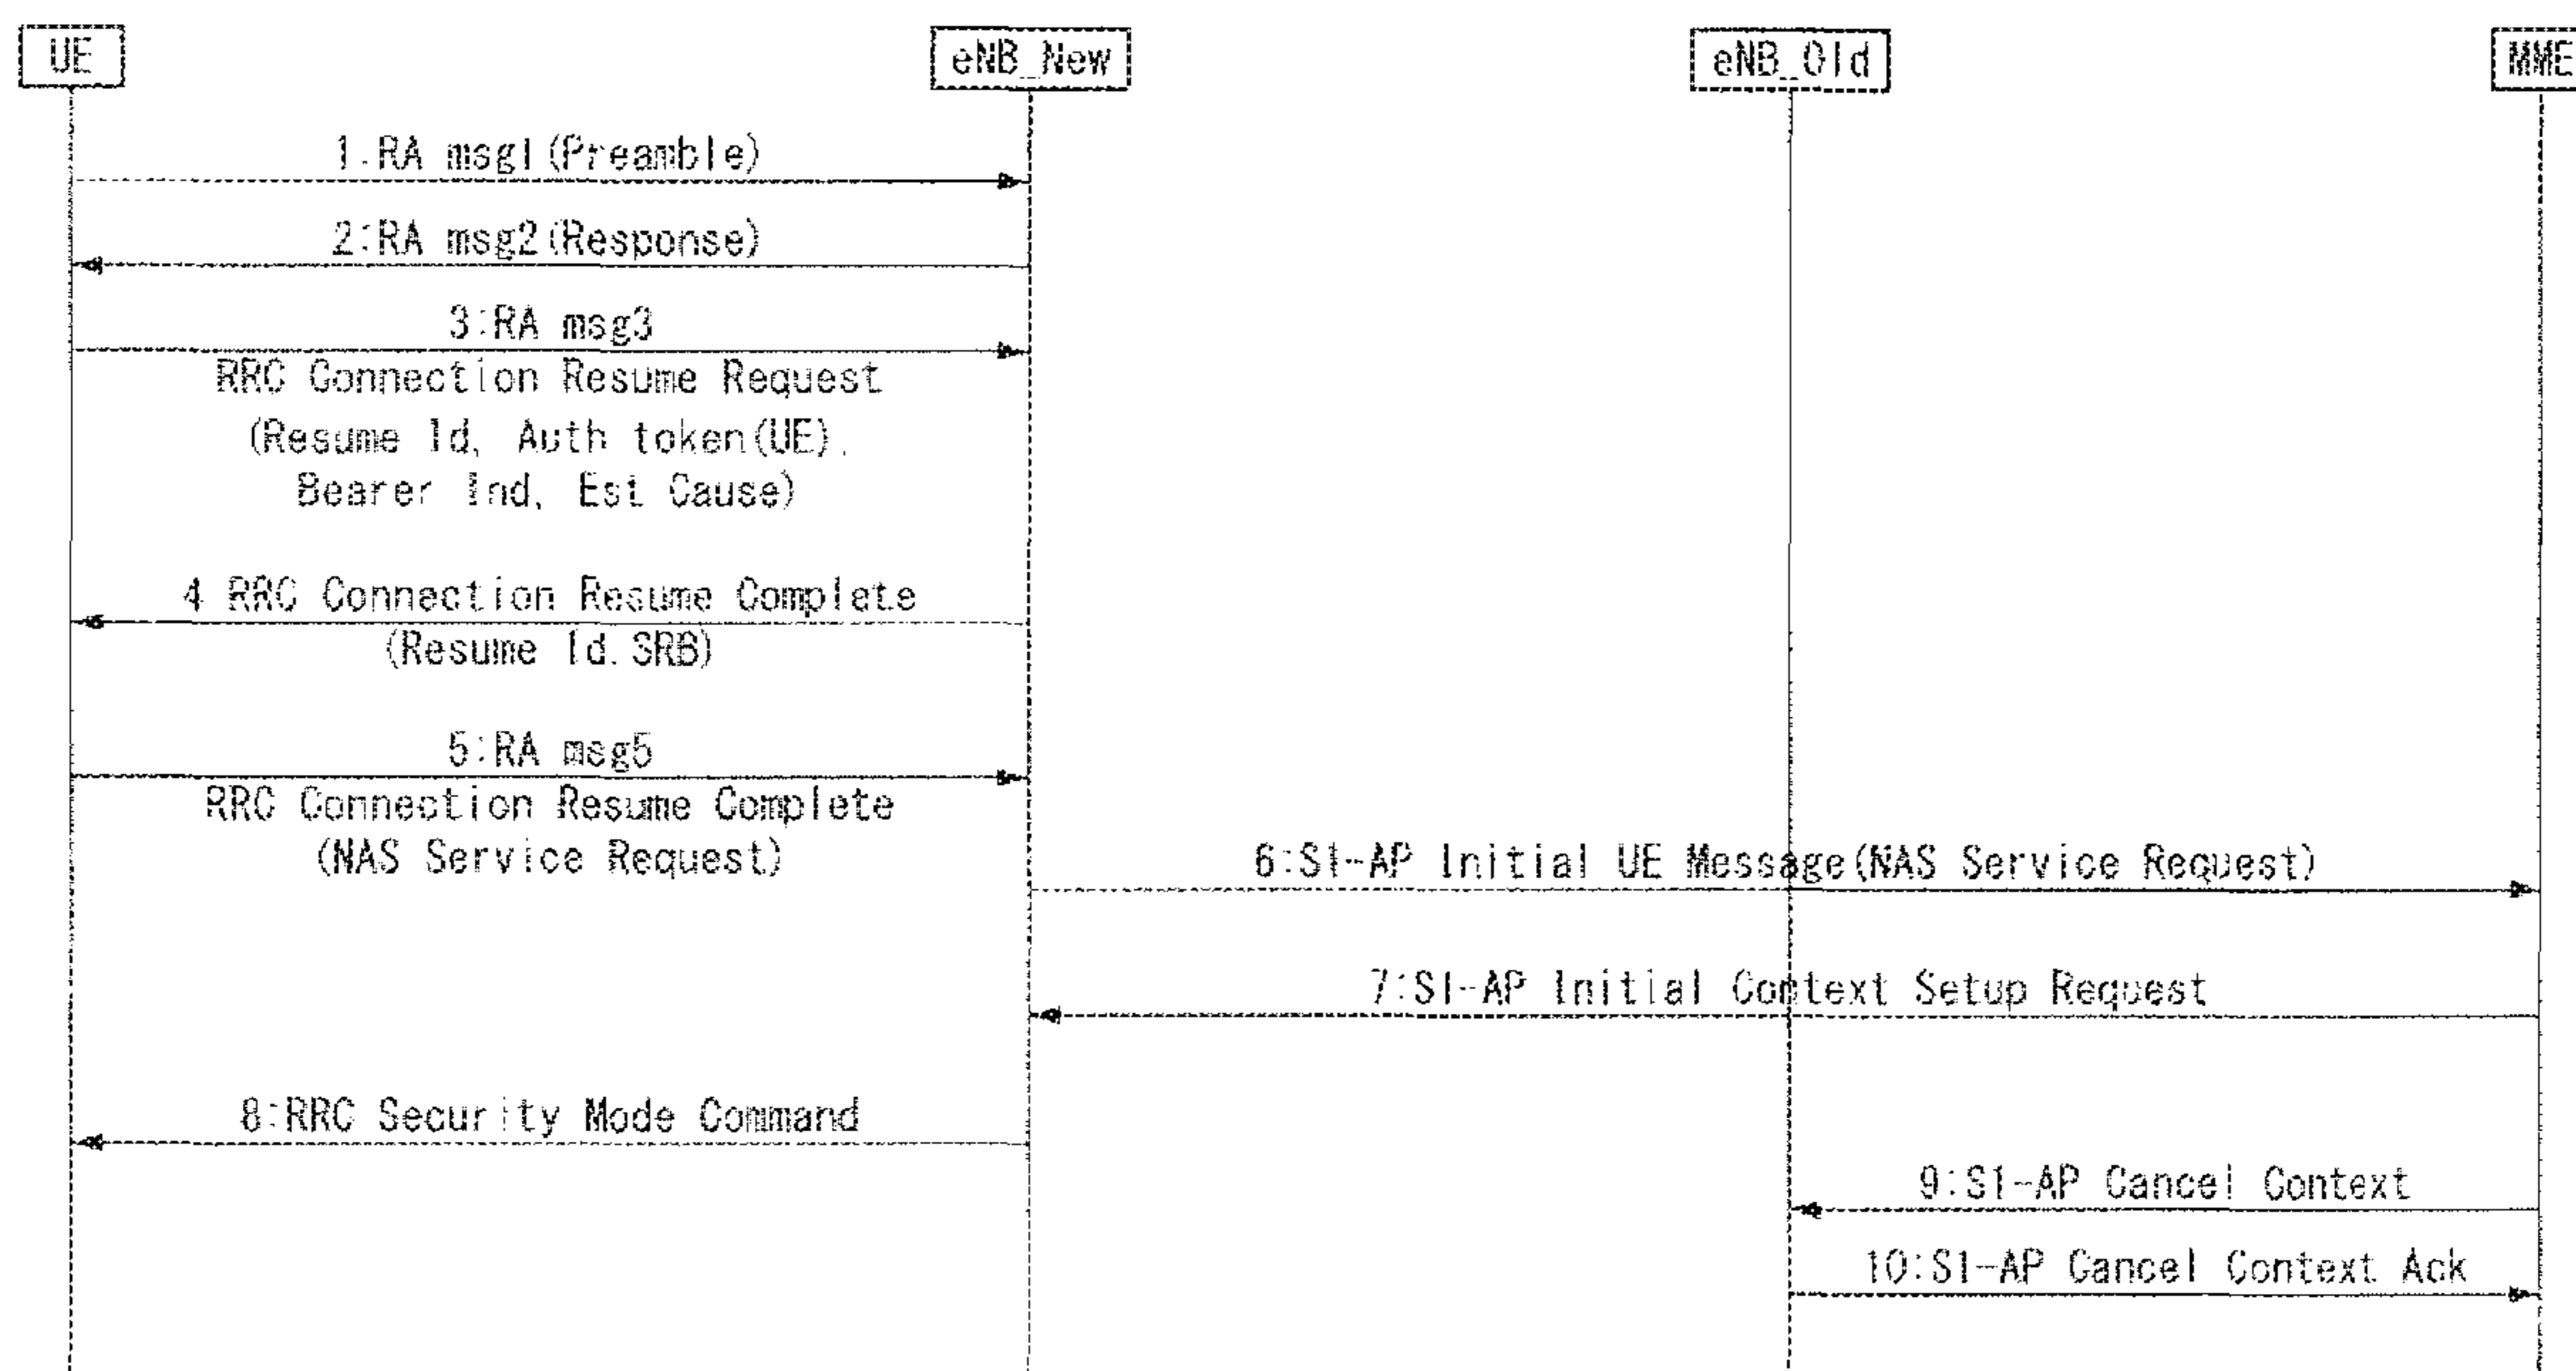 UE
eNB_New
eNB_Old
MME
1.RA msg1(Preamble)
2:RA msg2(Response)
3:RA msg3
RRC Connection Resume Request
(Resume Id, Auth token(UE),
Bearer Ind, Est Cause)
4 RRC Connection Resume Complete
(Resume Id.SRB)
5:RA msg5
RRC Connection Resume Complete
(NAS Service Request)
6:S1-AP Initial UE Message(NAS Service Request)
7:S1-AP Initial Context Setup Request
8:RRC Security Mode Command
9:S1-AP Cancel Context
10:S1-AP Cancel Context Ack